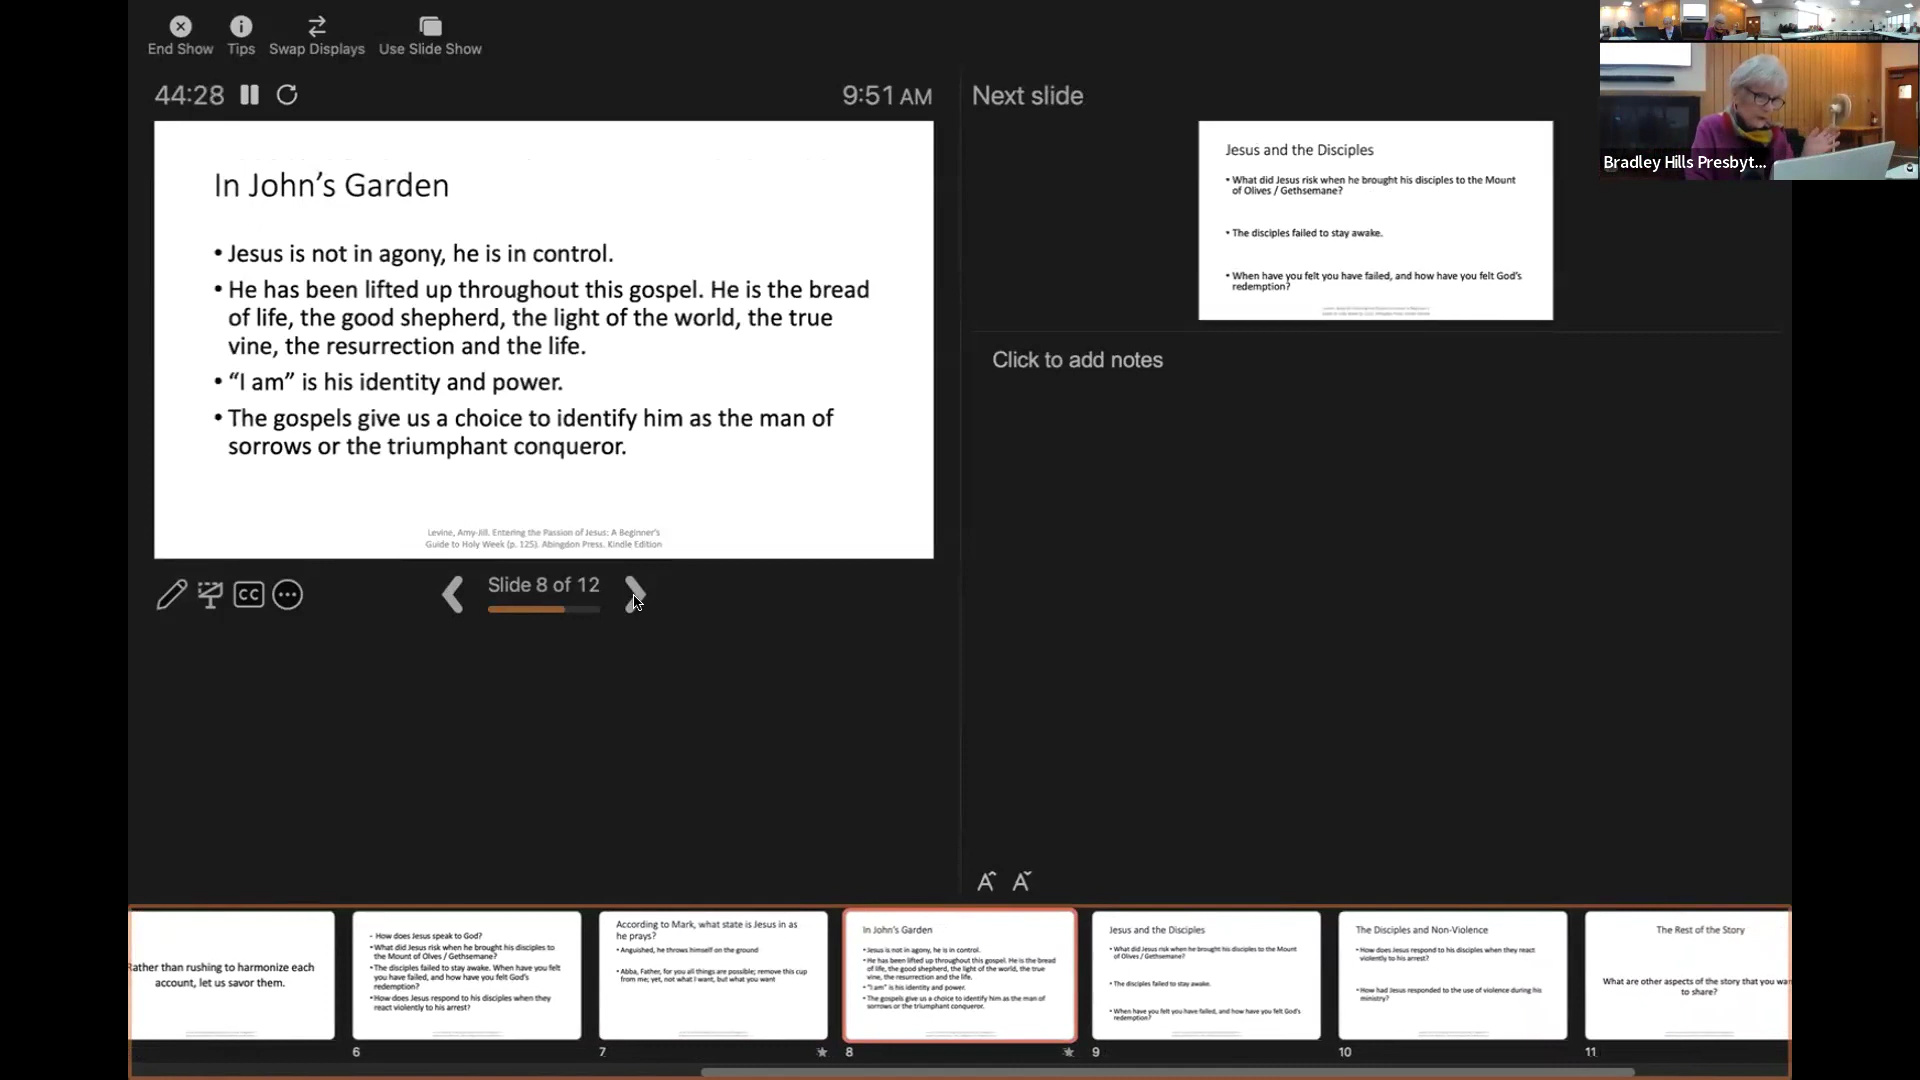 End Show
Tips
Swap Displays
Use Slide Show
44:28
9:51 AM
Next slide
In John's Garden
• Jesus is not in agony, he is in control.
• He has been lifted up throughout this gospel. He is the bread
of life, the good shepherd, the light of the world, the true
vine, the resurrection and the life.
• “I am” is his identity and power.
• The gospels give us a choice to identify him as the man of
sorrows or the triumphant conqueror.
Levine, Amy-Jill. Entering the Passion of Jesus: A Beginner's
Guide to Holy Week (p. 125). Abingdon Press. Kindle Edition
Jesus and the Disciples
• What did Jesus risk when he brought his disciples to the Mount
of Olives / Gethsemane?
• The disciples failed to stay awake.
• When have you felt you have failed, and how have you felt God's
redemption?
Bradley Hills Presbyt...
Click to add notes
CC
Slide 8 of 12
A A
Rather than rushing to harmonize each
account, let us savor them.
- How does Jesus speak to God?
• What did Jesus risk when he brought his disciples to
the Mount of Olves / Gethsemane?
• The disciples failed to stay awake. When have you felt
you have failed, and how have you felt God's
redemption?
• How does Jesus respond to his disciples when they
react violently to his arrest?
6
According to Mark, what state is Jesus in as
he prays?
• Anguished, he throws himself on the ground
• Abba, Father, for you all things are possible; remove this cup
from me; yet, not what I want, but what you want
7
In John's Garden
• Jesus is not in agony, he is in control.
• He has been lifted up throughout this gospel. He is the bread
of life, the good shepherd, the light of the world, the true
vine, the resurrection and the life.
• “I am” is his identity and power.
• The gospels give us a choice to identify him as the man of
sorrows or the triumphant conqueror.
8
Jesus and the Disciples
• What did Jesus risk when he brought his disciples to the Mount
of Olives / Gethsemane?
• The disciples failed to stay awake.
• When have you felt you have failed, and how have you felt God's
redemption?
9
The Disciples and Non-Violence
• How does Jesus respond to his disciples when they react
violently to his arrest?
• How had Jesus responded to the use of violence during his
ministry?
10
The Rest of the Story
What are other aspects of the story that you wan
to share?
11